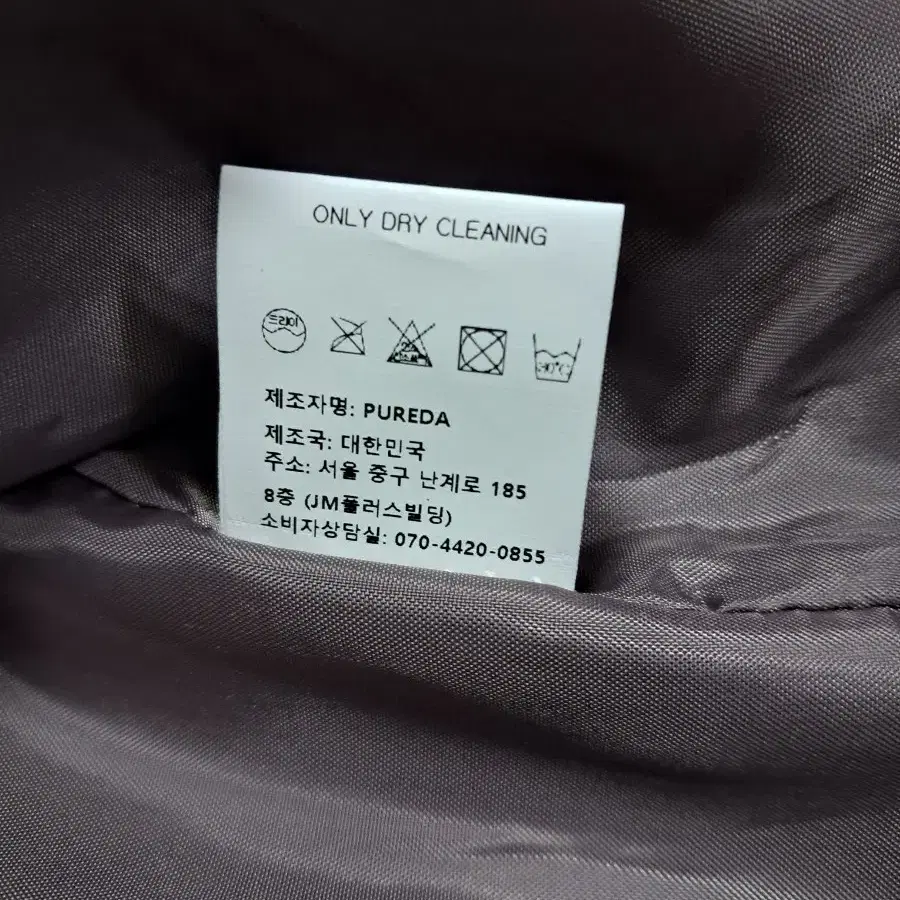 ONLY DRY CLEANING
드라이
30°C
제조자명: PUREDA
제조국: 대한민국
주소: 서울 중구 난계로 185
8층 (JM플러스빌딩)
소비자상담실: 070-4420-0855